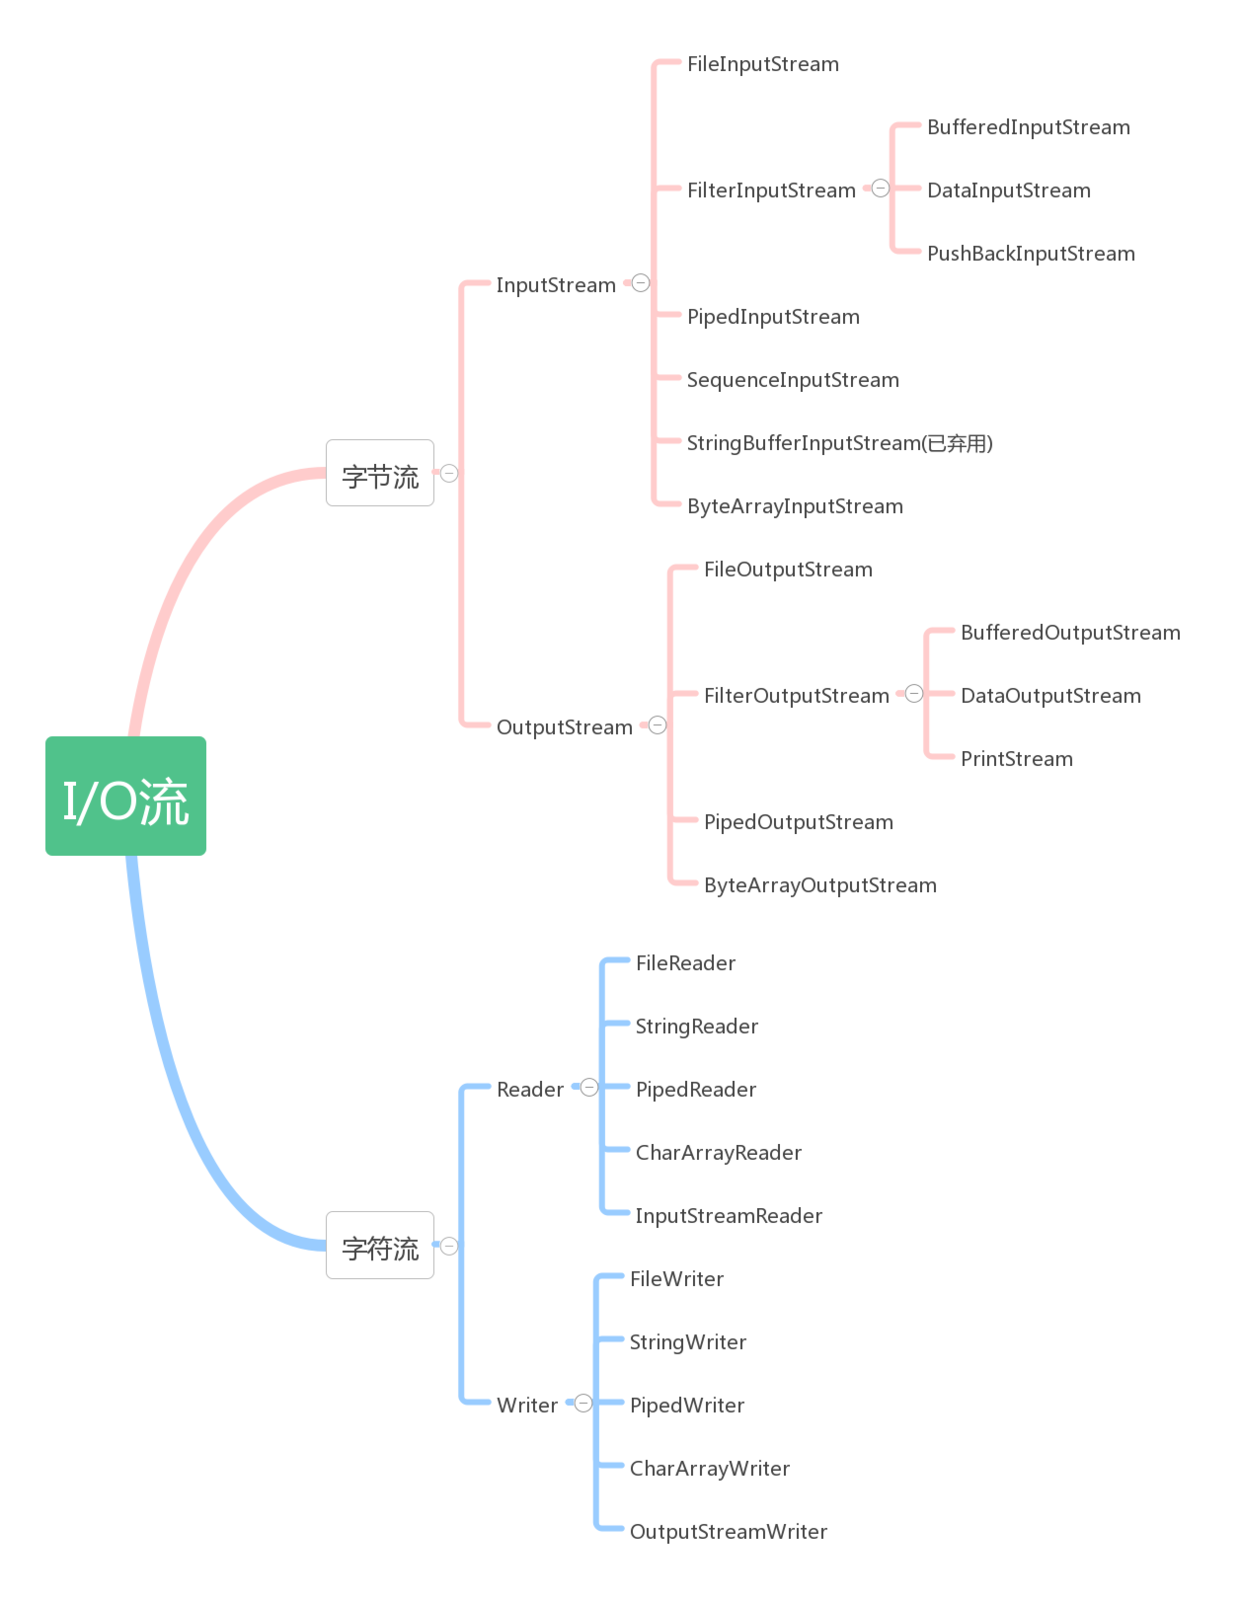 I/O流
字节流
InputStream
FileInputStream
FilterInputStream
BufferedInputStream
DataInputStream
PushBackInputStream
PipedInputStream
SequenceInputStream
StringBufferInputStream(已弃用)
ByteArrayInputStream
OutputStream
FileOutputStream
FilterOutputStream
BufferedOutputStream
DataOutputStream
PrintStream
PipedOutputStream
ByteArrayOutputStream
字符流
Reader
FileReader
StringReader
PipedReader
CharArrayReader
InputStreamReader
Writer
FileWriter
StringWriter
PipedWriter
CharArrayWriter
OutputStreamWriter